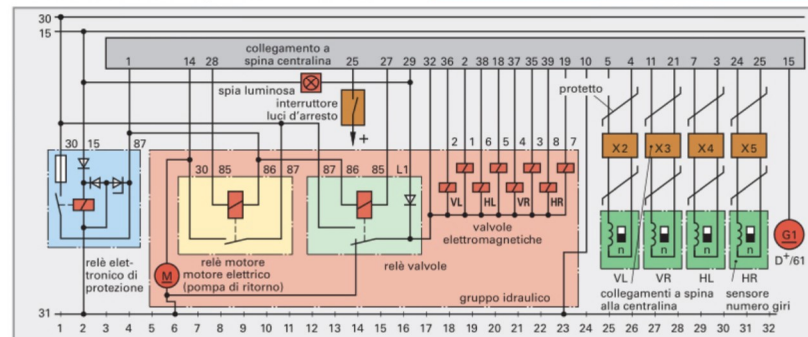 30
15
collegamento a
spina centralina
1 14 28 25 27 29 32 36 2 38 18 37 35 39 19 10 5 4 11 21 7 3 24 25 15
spia luminosa
interruttore
luci d'arresto
+
protetto
30 15 87
30 85 86 87
87 86 85 L1
2 1 6 5 4 3 8 7
VL HL VR HR
X2 X3 X4 X5
valvole
elettromagnetiche
n n n n
G1
D+/61
relè elet-
tronico di
protezione
relè motore
motore elettrico
(pompa di ritorno)
M
relè valvole
gruppo idraulico
VL VR HL HR
collegamenti a spina
alla centralina
sensore
numero giri
31
1 2 3 4 5 6 7 8 9 10 11 12 13 14 15 16 17 18 19 20 21 22 23 24 25 26 27 28 29 30 31 32